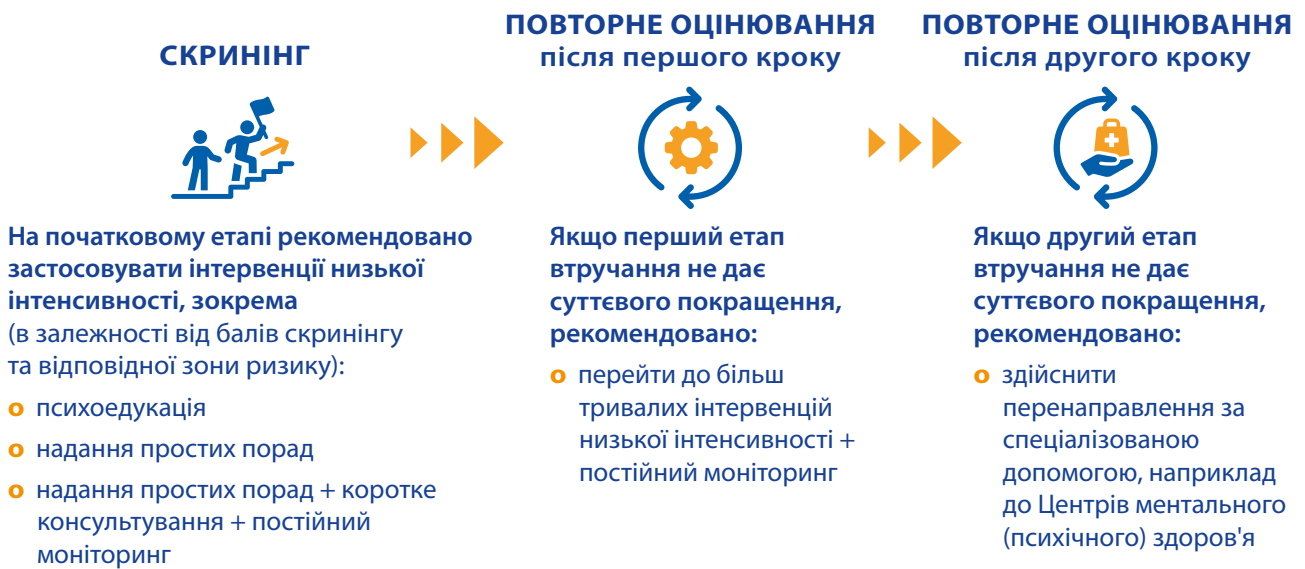 СКРИНІНГ
На початковому етапі рекомендовано
застосовувати інтервенції низької
інтенсивності, зокрема
(в залежності від балів скринінгу
та відповідної зони ризику):
о психоедукація
о надання простих порад
о надання простих порад + коротке
консультування + постійний
моніторинг
ПОВТОРНЕ ОЦІНЮВАННЯ
після першого кроку
Якщо перший етап
втручання не дає
суттєвого покращення,
рекомендовано:
о перейти до більш
тривалих інтервенцій
низької інтенсивності +
постійний моніторинг
ПОВТОРНЕ ОЦІНЮВАННЯ
після другого кроку
Якщо другий етап
втручання не дає
суттєвого покращення,
рекомендовано:
о здійснити
перенаправлення за
спеціалізованою
допомогою, наприклад
до Центрів ментального
(психічного) здоров'я